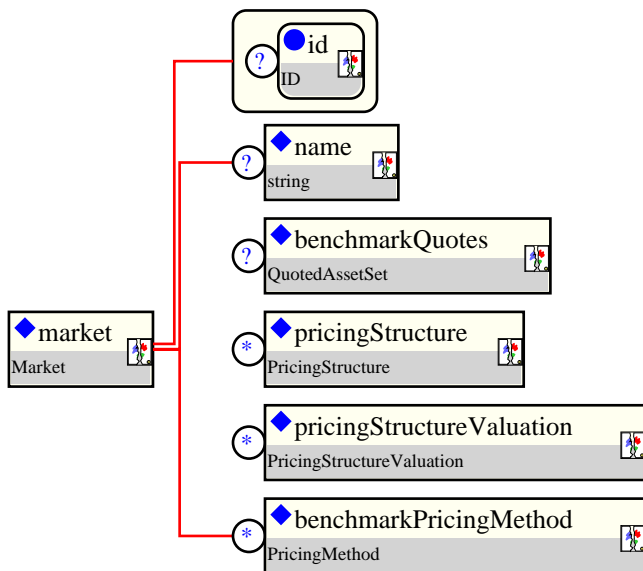 ?
id
ID
?
name
string
?
benchmarkQuotes
QuotedAssetSet
market
Market
*
pricingStructure
PricingStructure
*
pricingStructureValuation
PricingStructureValuation
*
benchmarkPricingMethod
PricingMethod